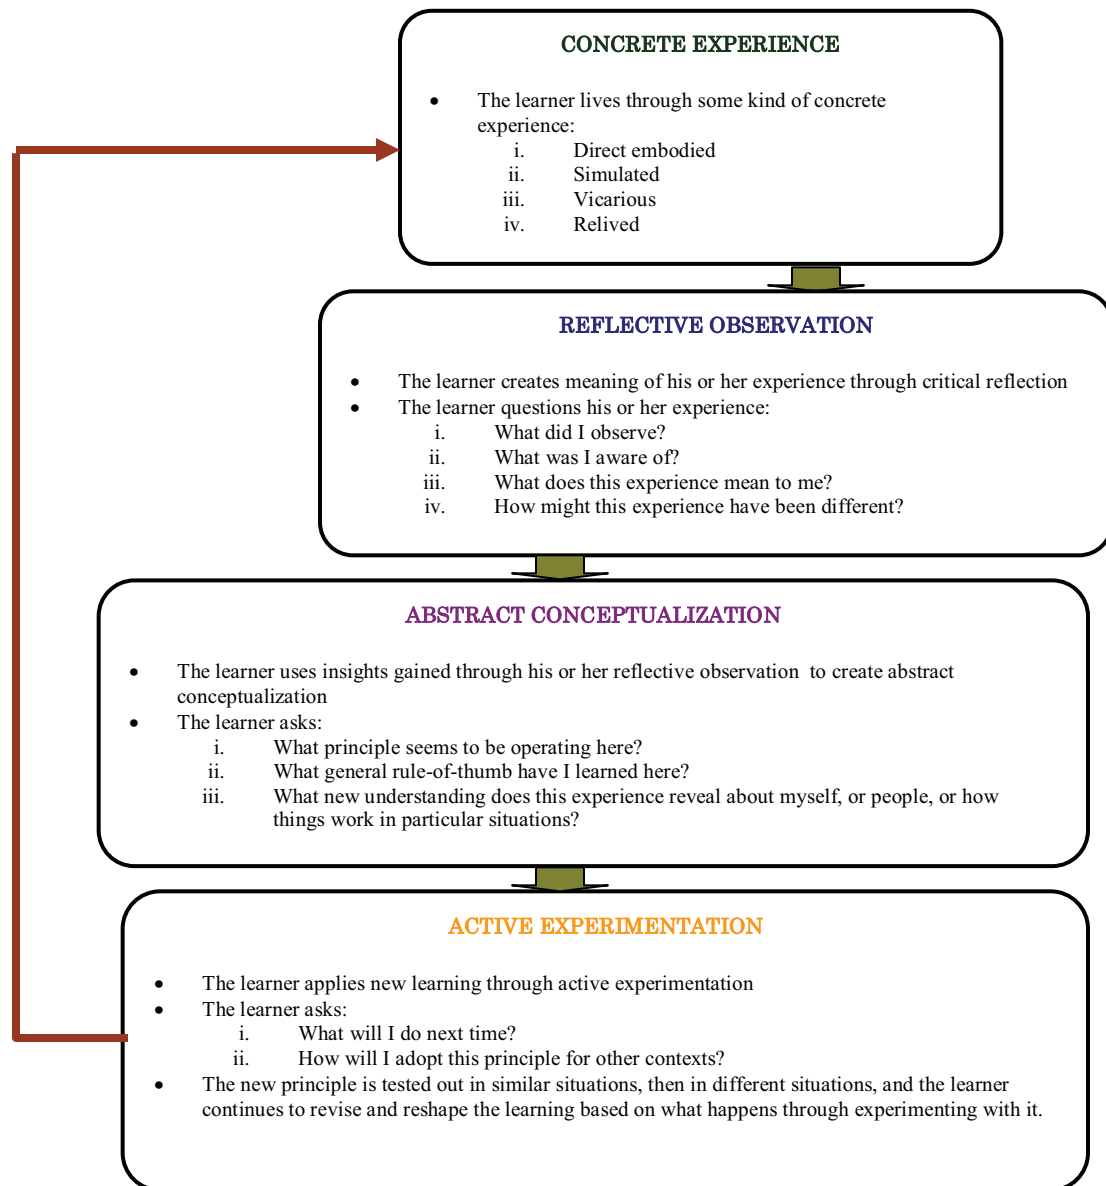 CONCRETE EXPERIENCE
• The learner lives through some kind of concrete
experience:
i. Direct embodied
ii. Simulated
iii. Vicarious
iv. Relived
REFLECTIVE OBSERVATION
• The learner creates meaning of his or her experience through critical reflection
• The learner questions his or her experience:
i. What did I observe?
ii. What was I aware of?
iii. What does this experience mean to me?
iv. How might this experience have been different?
ABSTRACT CONCEPTUALIZATION
• The learner uses insights gained through his or her reflective observation to create abstract
conceptualization
• The learner asks:
i. What principle seems to be operating here?
ii. What general rule-of-thumb have I learned here?
iii. What new understanding does this experience reveal about myself, or people, or how
things work in particular situations?
ACTIVE EXPERIMENTATION
• The learner applies new learning through active experimentation
• The learner asks:
i. What will I do next time?
ii. How will I adopt this principle for other contexts?
• The new principle is tested out in similar situations, then in different situations, and the learner
continues to revise and reshape the learning based on what happens through experimenting with it.